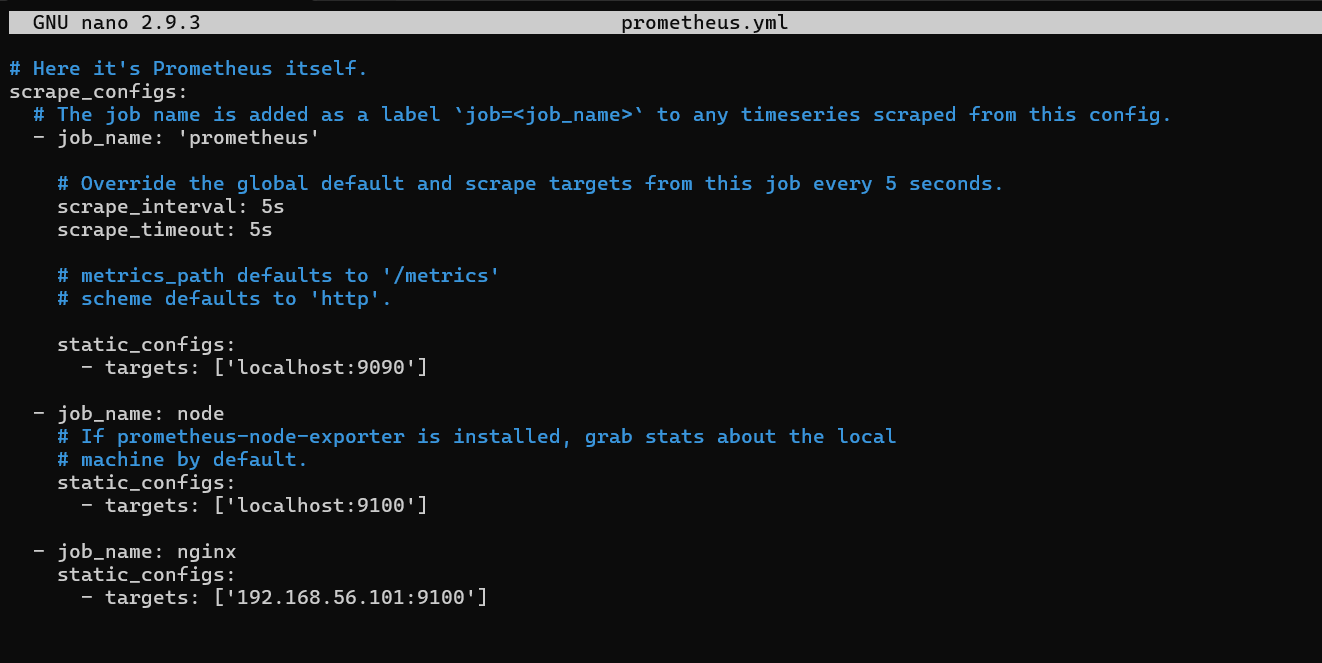 GNU nano 2.9.3 prometheus.yml
# Here it's Prometheus itself.
scrape_configs:
  # The job name is added as a label `job=<job_name>` to any timeseries scraped from this config.
  - job_name: 'prometheus'

    # Override the global default and scrape targets from this job every 5 seconds.
    scrape_interval: 5s
    scrape_timeout: 5s

    # metrics_path defaults to '/metrics'
    # scheme defaults to 'http'.

    static_configs:
      - targets: ['localhost:9090']

  - job_name: node
    # If prometheus-node-exporter is installed, grab stats about the local
    # machine by default.
    static_configs:
      - targets: ['localhost:9100']

  - job_name: nginx
    static_configs:
      - targets: ['192.168.56.101:9100']